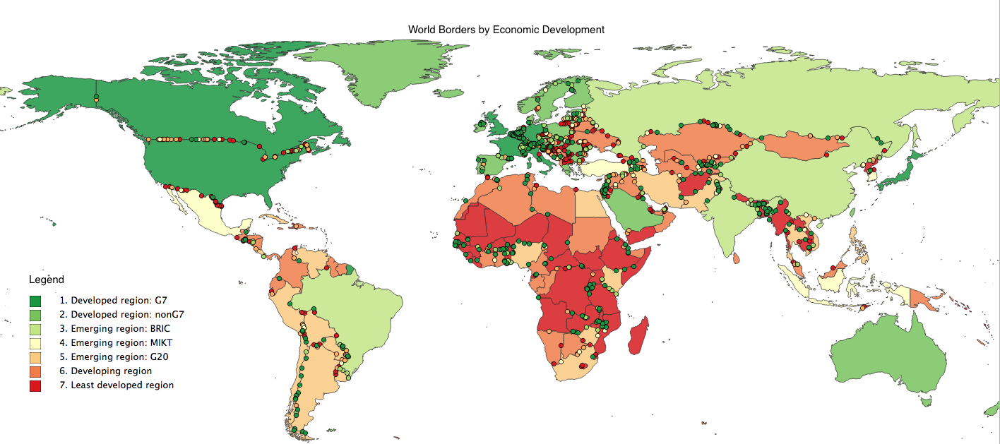 World Borders by Economic Development
Legend
1. Developed region: G7
2. Developed region: nonG7
3. Emerging region: BRIC
4. Emerging region: MIKT
5. Emerging region: G20
6. Developing region
7. Least developed region